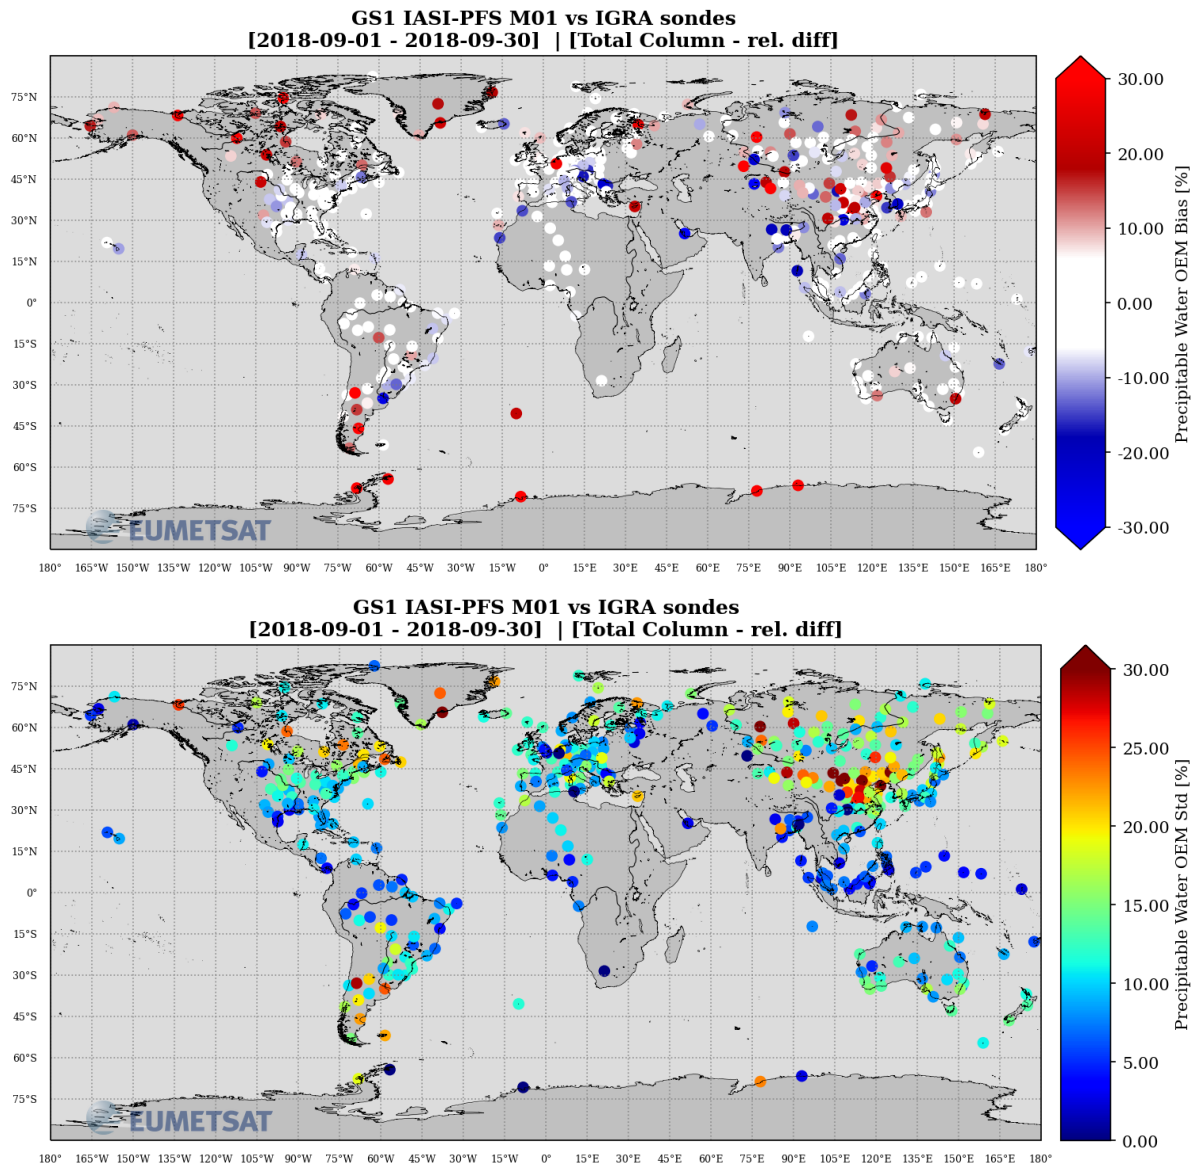 GS1 IASI-PFS M01 vs IGRA sondes
[2018-09-01 - 2018-09-30] | [Total Column - rel. diff]
75°N
60°N
45°N
30°N
15°N
0°
15°S
30°S
45°S
60°S
75°S
180° 165°W 150°W 135°W 120°W 105°W 90°W 75°W 60°W 45°W 30°W 15°W 0° 15°E 30°E 45°E 60°E 75°E 90°E 105°E 120°E 135°E 150°E 165°E 180°
EUMETSAT
30.00
20.00
10.00
0.00
-10.00
-20.00
-30.00
Precipitable Water OEM Bias [%]
GS1 IASI-PFS M01 vs IGRA sondes
[2018-09-01 - 2018-09-30] | [Total Column - rel. diff]
75°N
60°N
45°N
30°N
15°N
0°
15°S
30°S
45°S
60°S
75°S
180° 165°W 150°W 135°W 120°W 105°W 90°W 75°W 60°W 45°W 30°W 15°W 0° 15°E 30°E 45°E 60°E 75°E 90°E 105°E 120°E 135°E 150°E 165°E 180°
EUMETSAT
30.00
25.00
20.00
15.00
10.00
5.00
0.00
Precipitable Water OEM Std [%]